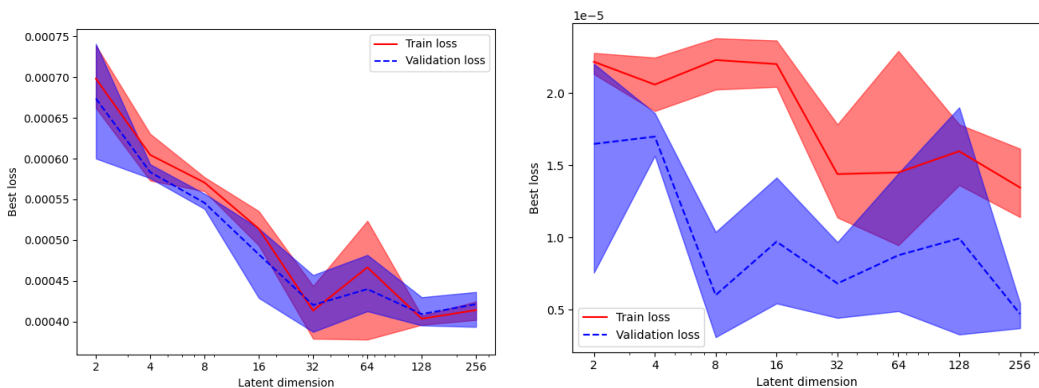 0.00075
0.00070
0.00065
0.00060
0.00055
0.00050
0.00045
0.00040
Best loss
Train loss
Validation loss
2 4 8 16 32 64 128 256
Latent dimension
1e−5
2.0
1.5
1.0
0.5
Best loss
Train loss
Validation loss
2 4 8 16 32 64 128 256
Latent dimension